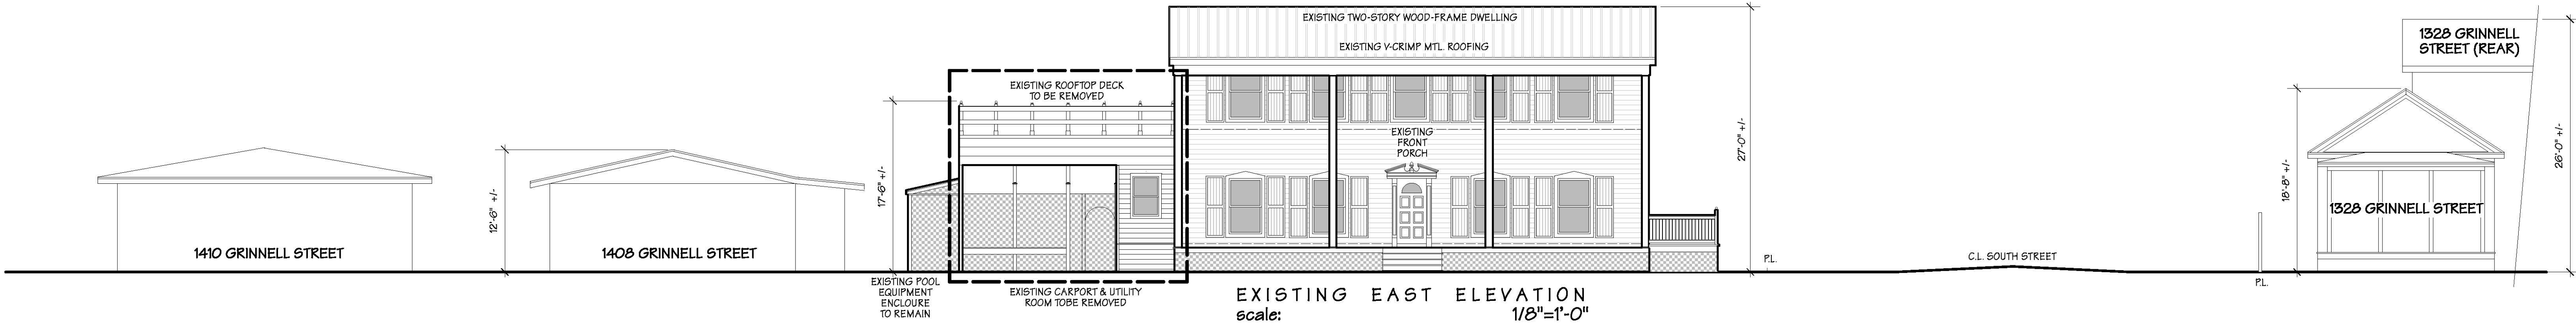 EXISTING TWO-STORY WOOD-FRAME DWELLING
EXISTING V-CRIMP MTL. ROOFING
1328 GRINNELL
STREET (REAR)
EXISTING ROOFTOP DECK
TO BE REMOVED
EXISTING
FRONT
PORCH
12'-6" +/-
17'-6" +/-
27'-0" +/-
18'-8" +/-
26'-0" +/-
1410 GRINNELL STREET
1408 GRINNELL STREET
1328 GRINNELL STREET
P.L.
C.L. SOUTH STREET
P.L.
EXISTING POOL
EQUIPMENT
ENCLOURE
TO REMAIN
EXISTING CARPORT & UTILITY
ROOM TOBE REMOVED
EXISTING EAST ELEVATION
scale: 1/8"=1'-0"